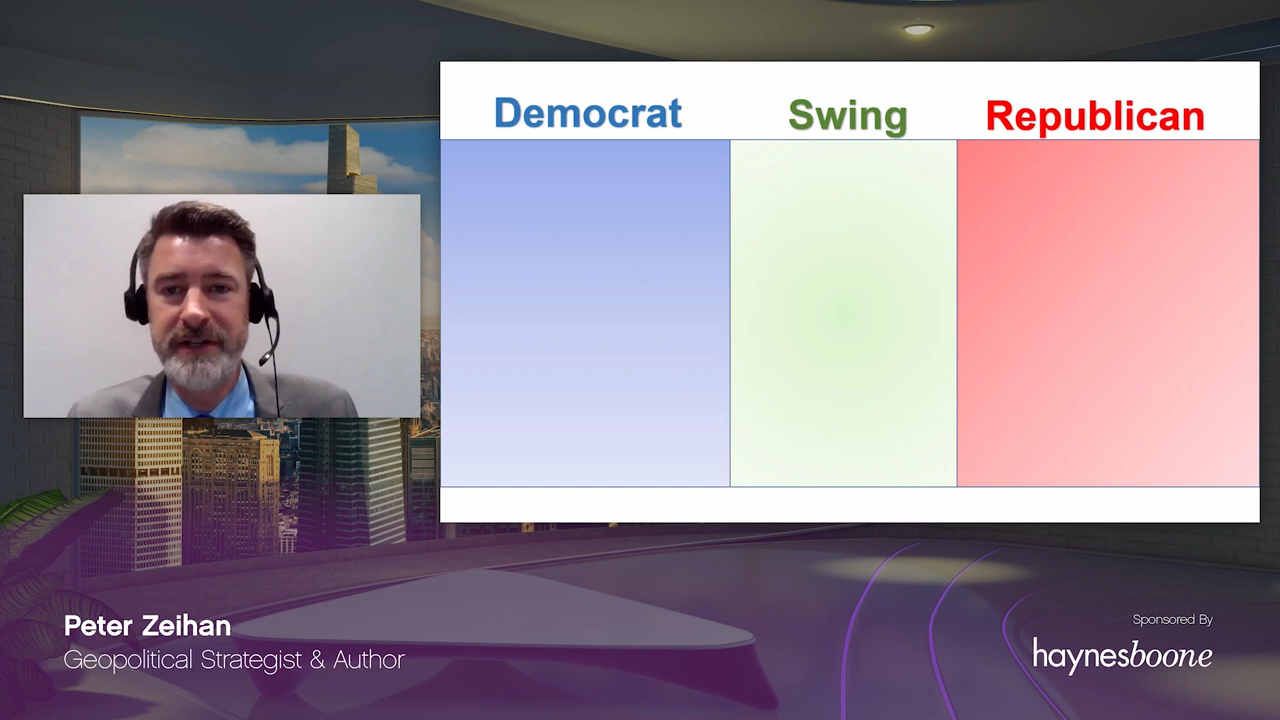 Democrat
Swing
Republican
Peter Zeihan
Geopolitical Strategist & Author
Sponsored By
haynesboone